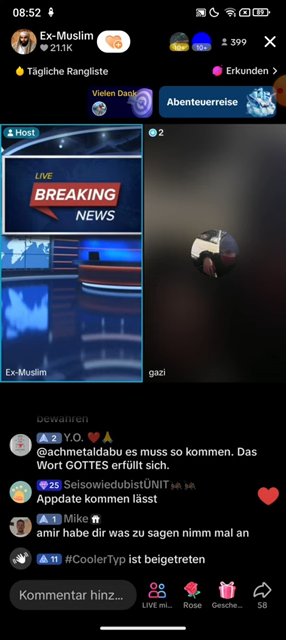 08:52
89
Ex-Muslim
21.1K
10+
10+
399
Tägliche Rangliste
Erkunden >
Vielen Dank
Abenteuerreise
Host
2
LIVE
BREAKING
NEWS
Ex-Muslim
gazi
bewahren
2 Y.O. ❤️🙏
@achmetaldabu es muss so kommen. Das
Wort GOTTES erfüllt sich.
25 SeisowiedubistÜNIT
Appdate kommen lässt
1 Mike
amir habe dir was zu sagen nimm mal an
11 #CoolerTyp ist beigetreten
Kommentar hinz...
LIVE mi...
Rose
Gesche...
58